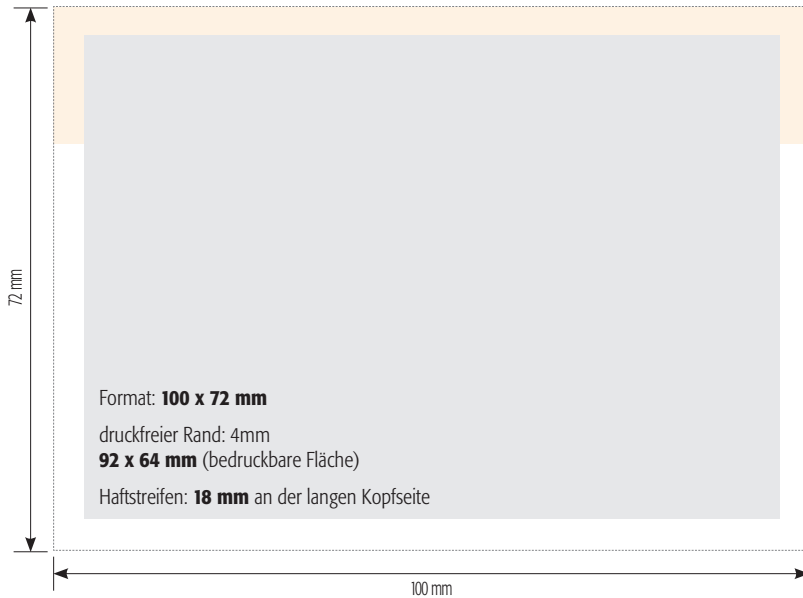 72 mm
Format: 100 x 72 mm
druckfreier Rand: 4mm
92 x 64 mm (bedruckbare Fläche)
Haftstreifen: 18 mm an der langen Kopfseite
100 mm